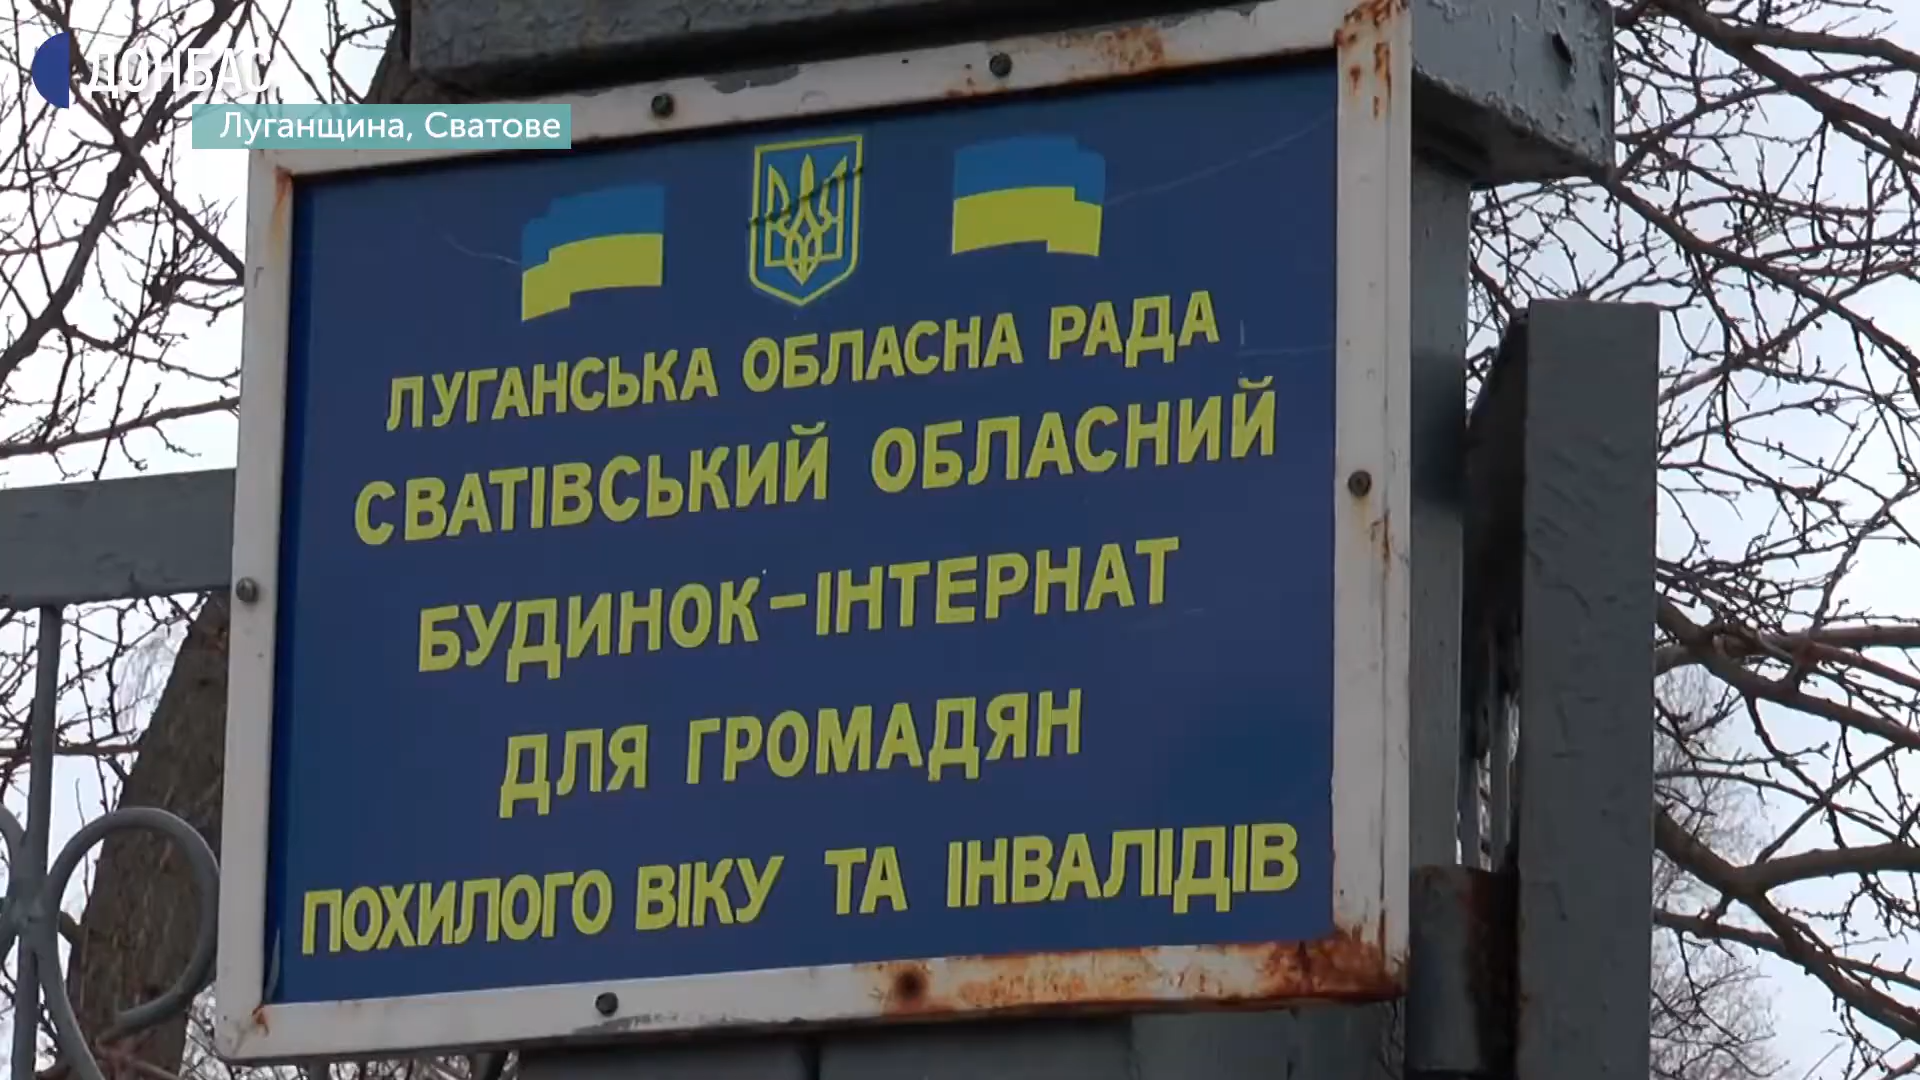 ДОНБАС
Луганщина, Сватове
ЛУГАНСЬКА ОБЛАСНА РАДА
СВАТІВСЬКИЙ ОБЛАСНИЙ
БУДИНОК-ІНТЕРНАТ
ДЛЯ ГРОМАДЯН
ПОХИЛОГО ВІКУ ТА ІНВАЛІДІВ